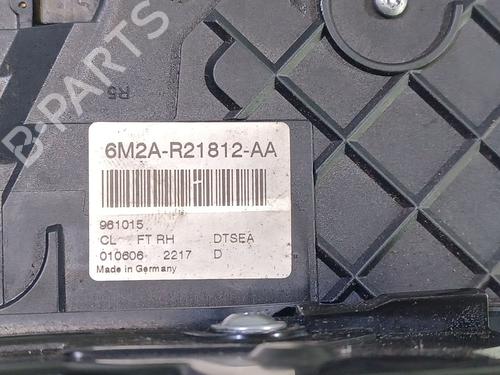 B-PARTS
R5
6M2A-R21812-AA
961015
CL FT RH DTSEA
010606 2217 D
Made in Germany